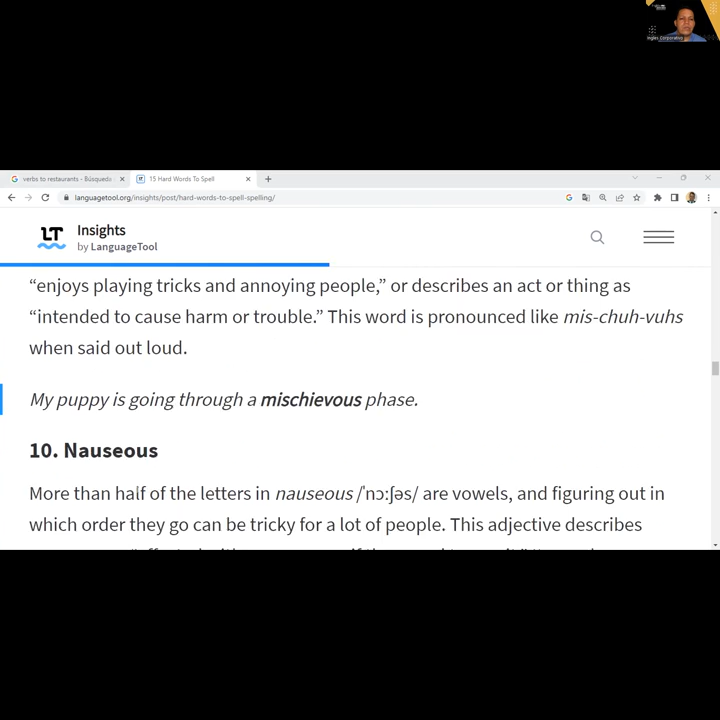 Ingles Corporativo
verbs to restaurants - Búsqueda
15 Hard Words To Spell
languagetool.org/insights/post/hard-words-to-spell-spelling/
LT Insights
by LanguageTool
“enjoys playing tricks and annoying people,” or describes an act or thing as
“intended to cause harm or trouble.” This word is pronounced like mis-chuh-vuhs
when said out loud.
My puppy is going through a mischievous phase.
10. Nauseous
More than half of the letters in nauseous /ˈnɔːʃəs/ are vowels, and figuring out in
which order they go can be tricky for a lot of people. This adjective describes